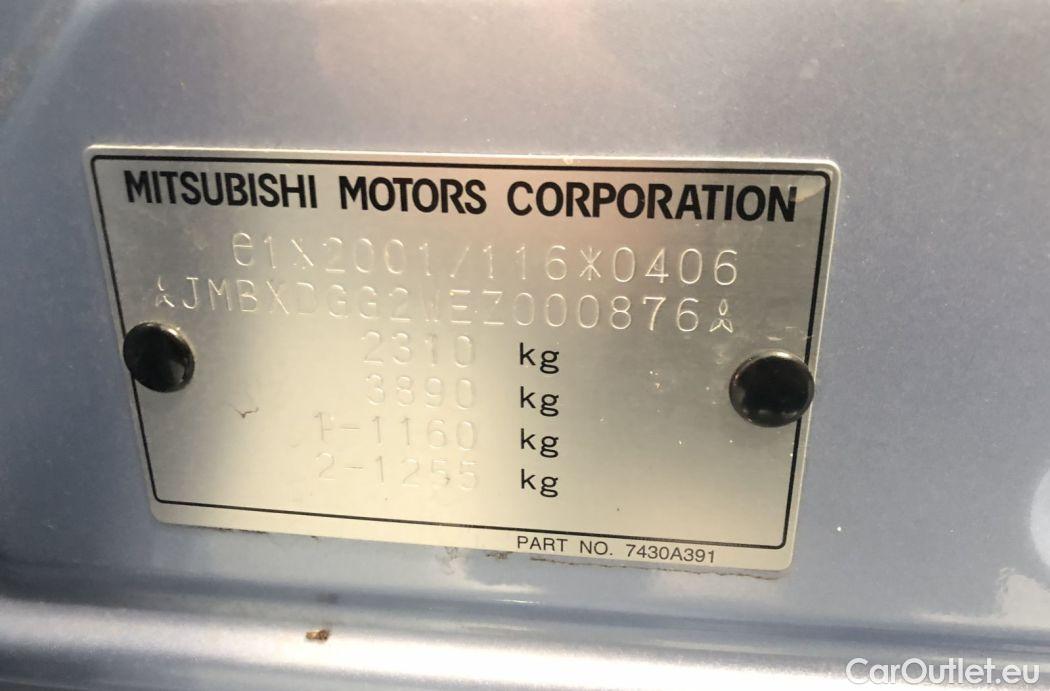 MITSUBISHI MOTORS CORPORATION
e1*2001/116*0406
JMBXDGG2WEZ000876
2310 kg
3890 kg
1-1160 kg
2-1255 kg
PART NO. 7430A391
CarOutlet.eu